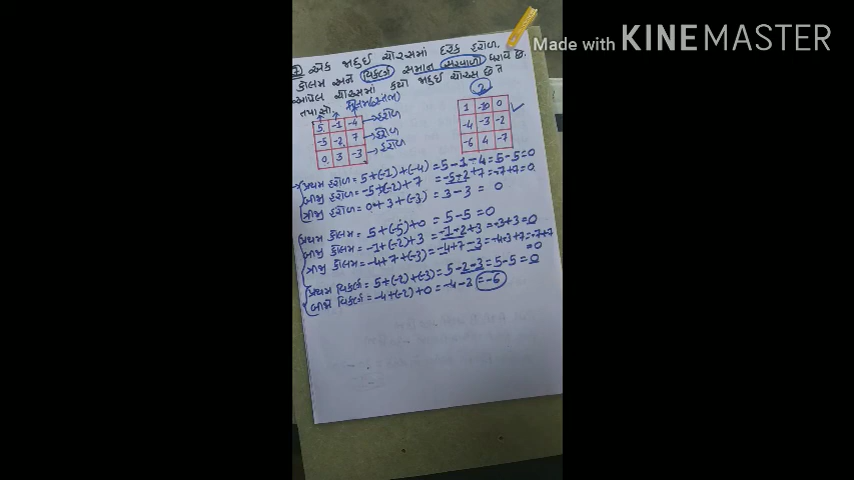 Made with KINEMASTER
એક જાદુઈ ચોરસમાં દરેક હરોળ,
કોલમ અને વિકર્ણ સમાન સરવાળો ધરાવે છે.
આપેલ ચોરસમાં કયો જાદુઈ ચોરસ છે તે
તપાસો.
5 -1 -4 → હરોળ
-5 -2 7 → હરોળ
0 3 -3 → હરોળ
2
1 -10 0
-4 -3 -2
-6 4 -7
પ્રથમ હરોળ = 5+(-1)+(-4) = 5-1-4 = 5-5 = 0
બીજી હરોળ = -5+(-2)+7 = -5-2+7 = -7+7 = 0
ત્રીજી હરોળ = 0+3+(-3) = 3-3 = 0
પ્રથમ કોલમ = 5+(-5)+0 = 5-5 = 0
બીજી કોલમ = -1+(-2)+3 = -1-2+3 = -3+3 = 0
ત્રીજી કોલમ = -4+7+(-3) = -4+7-3 = -4-3+7 = -7+7
= 0
પ્રથમ વિકર્ણ = 5+(-2)+(-3) = 5-2-3 = 5-5 = 0
બીજો વિકર્ણ = -4+(-2)+0 = -4-2 = -6